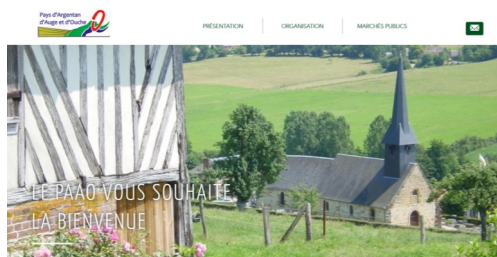 Pays d'Argentan
d'Auge et d'Ouche
PRÉSENTATION
ORGANISATION
MARCHÉS PUBLICS
LE PAAO VOUS SOUHAITE
LA BIENVENUE